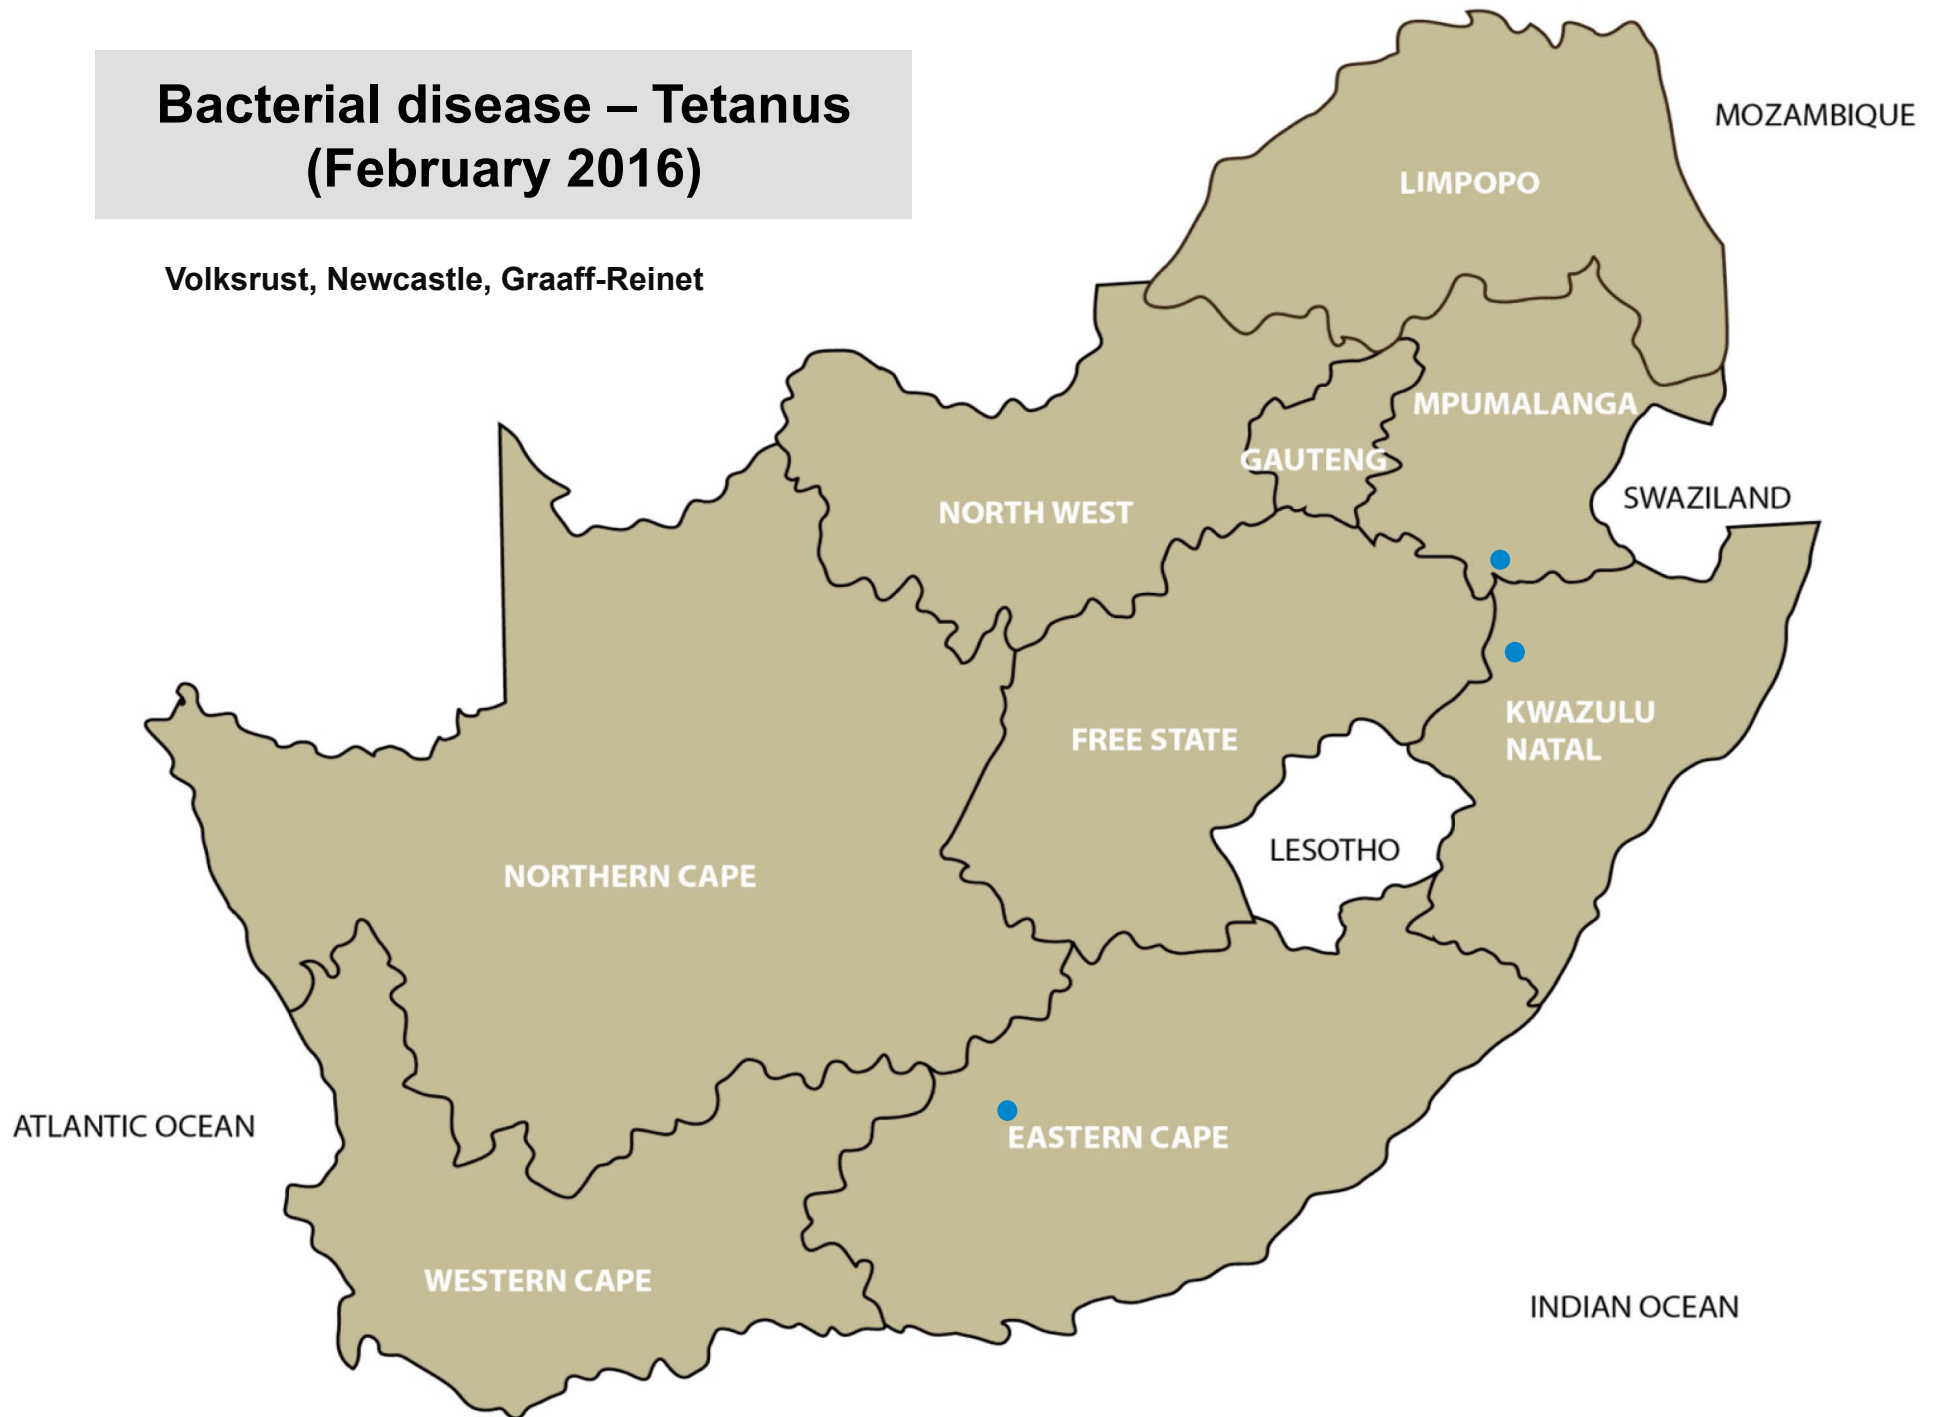 Bacterial disease – Tetanus
(February 2016)
Volksrust, Newcastle, Graaff-Reinet
MOZAMBIQUE
LIMPOPO
MPUMALANGA
GAUTENG
SWAZILAND
NORTH WEST
KWAZULU
NATAL
FREE STATE
LESOTHO
NORTHERN CAPE
ATLANTIC OCEAN
EASTERN CAPE
WESTERN CAPE
INDIAN OCEAN